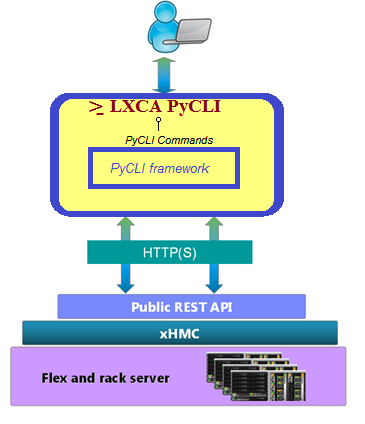 >_ LXCA PyCLI
PyCLI Commands
PyCLI framework
HTTP(S)
Public REST API
xHMC
Flex and rack server